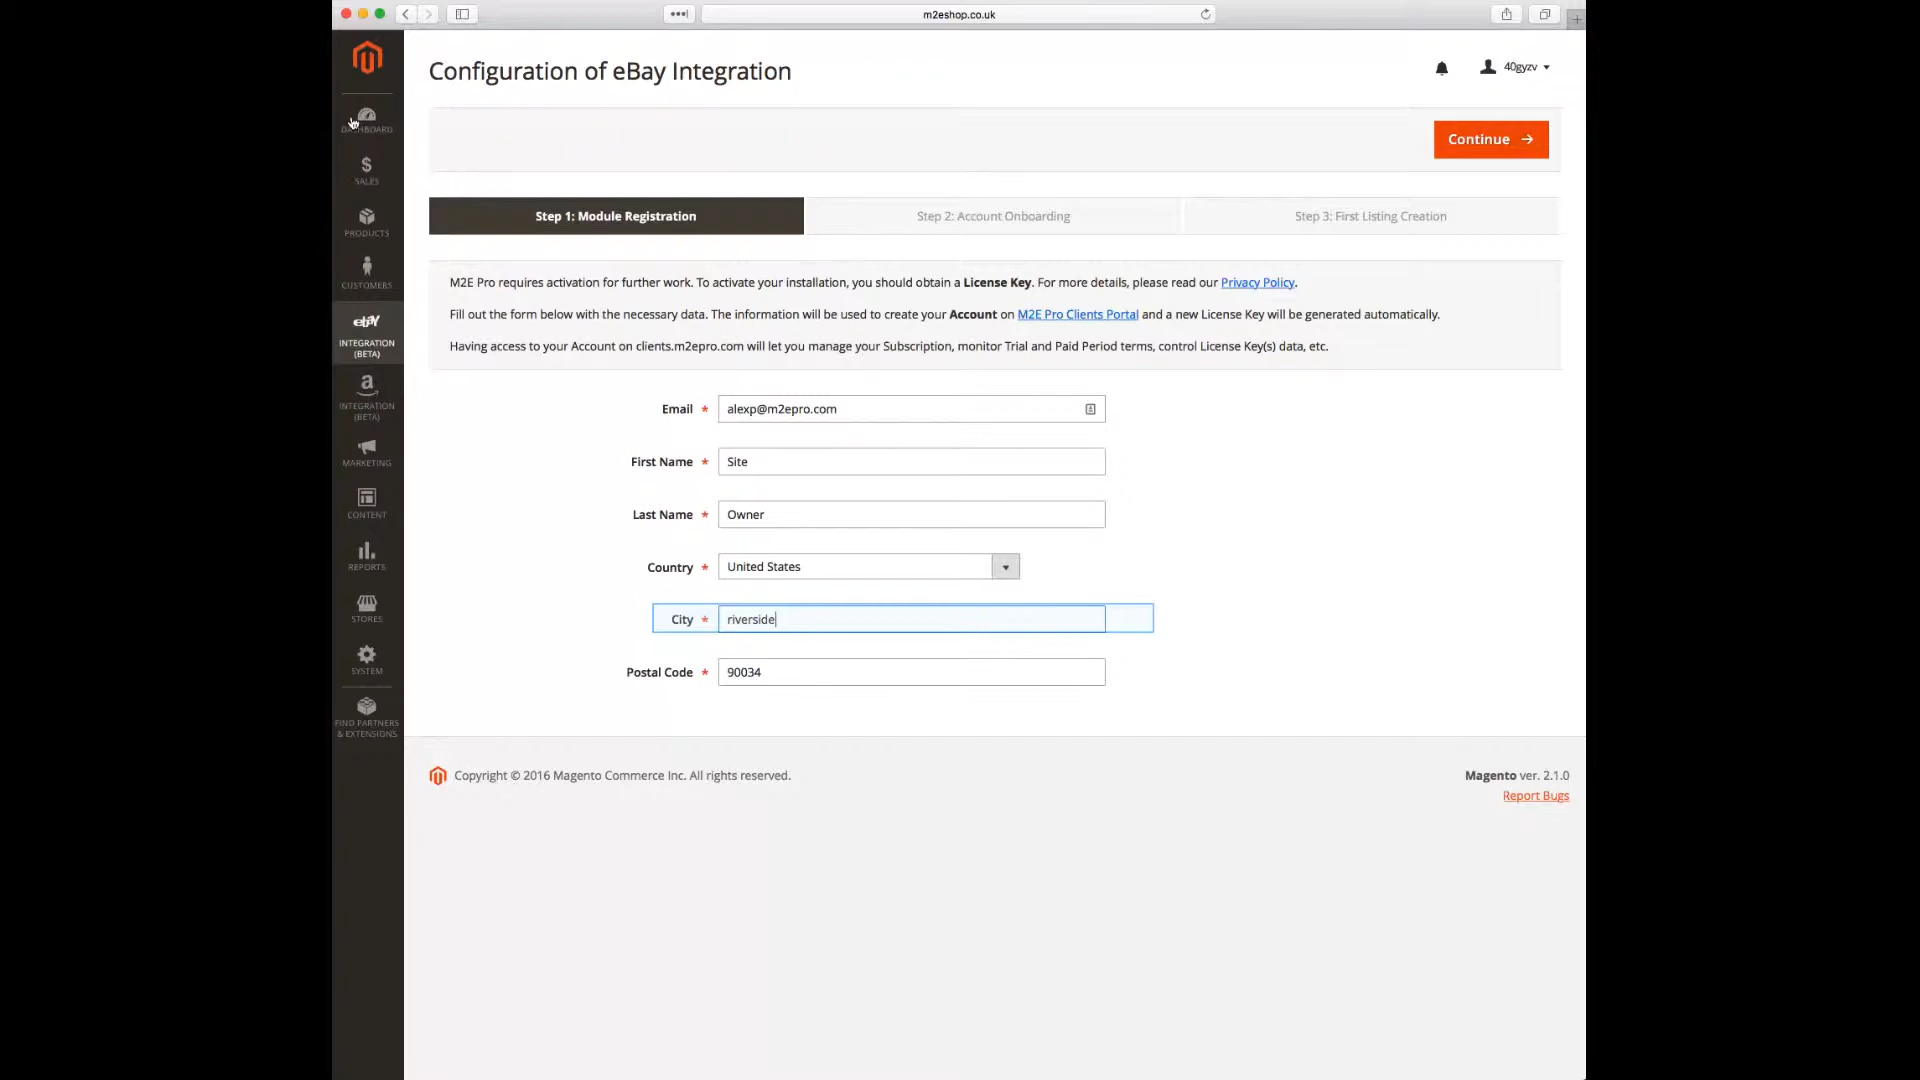 m2eshop.co.uk
Configuration of eBay Integration
40gyzv
Continue
DASHBOARD
SALES
PRODUCTS
CUSTOMERS
ebay
INTEGRATION
(BETA)
a
INTEGRATION
(BETA)
MARKETING
CONTENT
REPORTS
STORES
SYSTEM
FIND PARTNERS
& EXTENSIONS
Step 1: Module Registration
Step 2: Account Onboarding
Step 3: First Listing Creation
M2E Pro requires activation for further work. To activate your installation, you should obtain a License Key. For more details, please read our Privacy Policy.
Fill out the form below with the necessary data. The information will be used to create your Account on M2E Pro Clients Portal and a new License Key will be generated automatically.
Having access to your Account on clients.m2epro.com will let you manage your Subscription, monitor Trial and Paid Period terms, control License Key(s) data, etc.
Email * alexp@m2epro.com
First Name * Site
Last Name * Owner
Country * United States
City * riverside
Postal Code * 90034
Copyright © 2016 Magento Commerce Inc. All rights reserved.
Magento ver. 2.1.0
Report Bugs